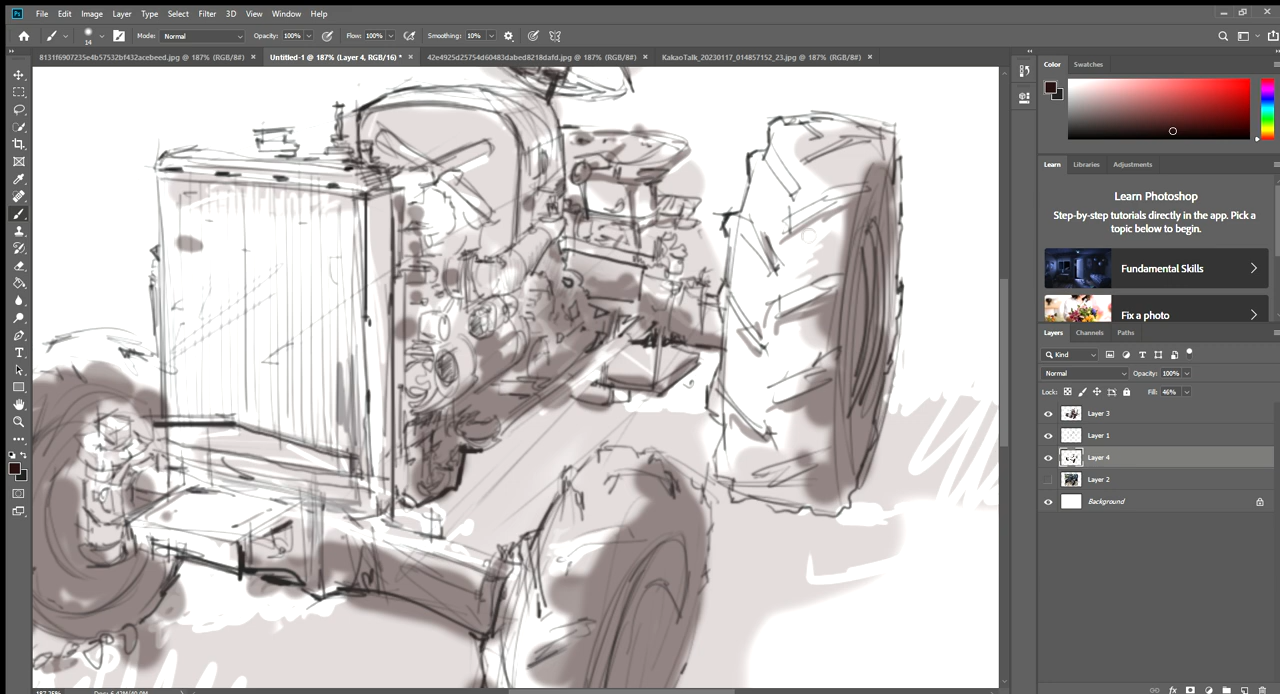 Ps File Edit Image Layer Type Select Filter 3D View Window Help
14 Mode: Normal Opacity: 100% Flow: 100% Smoothing: 10%
8131f6907235e4b57532bf432acebeed.jpg @ 187% (RGB/8#) × Untitled-1 @ 187% (Layer 4, RGB/16) * × 42e4925d25754d60483dabed8218dafd.jpg @ 187% (RGB/8#) × KakaoTalk_20230117_014857152_23.jpg @ 187% (RGB/8#) ×
Color Swatches
Learn Libraries Adjustments
Learn Photoshop
Step-by-step tutorials directly in the app. Pick a
topic below to begin.
Fundamental Skills
Fix a photo
Layers Channels Paths
Kind
Normal Opacity: 100%
Lock: Fill: 46%
Layer 3
Layer 1
Layer 4
Layer 2
Background
fx